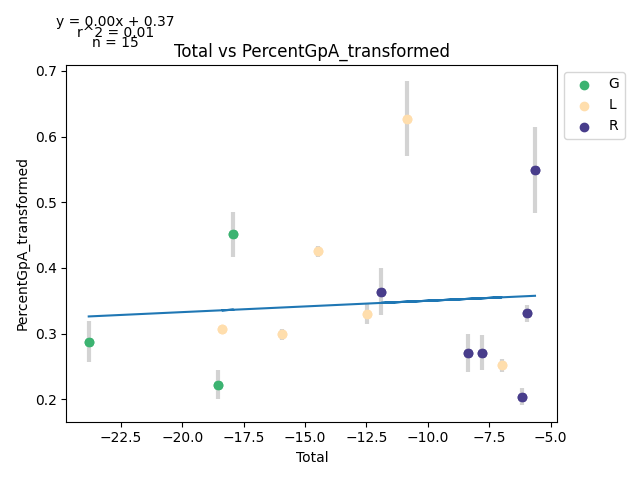 y = 0.00x + 0.37
r^2 = 0.01
n = 15
Total vs PercentGpA_transformed
G
L
R
PercentGpA_transformed
0.7
0.6
0.5
0.4
0.3
0.2
−22.5 −20.0 −17.5 −15.0 −12.5 −10.0 −7.5 −5.0
Total